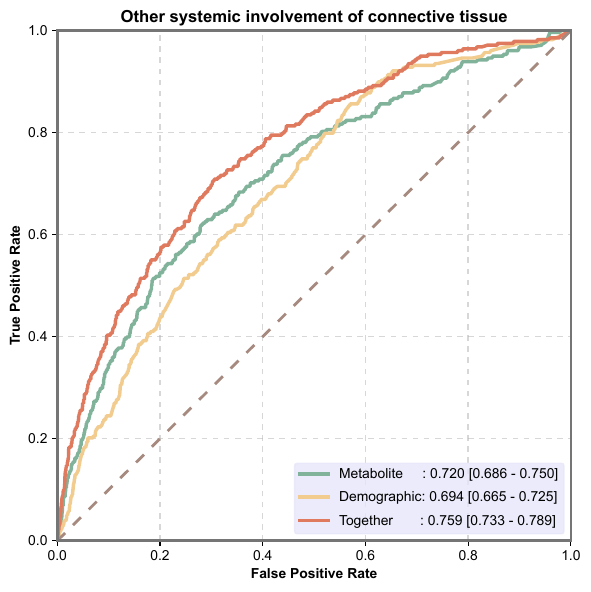 Other systemic involvement of connective tissue
True Positive Rate
1.0
0.8
0.6
0.4
0.2
0.0
Metabolite : 0.720 [0.686 - 0.750]
Demographic: 0.694 [0.665 - 0.725]
Together : 0.759 [0.733 - 0.789]
0.0 0.2 0.4 0.6 0.8 1.0
False Positive Rate